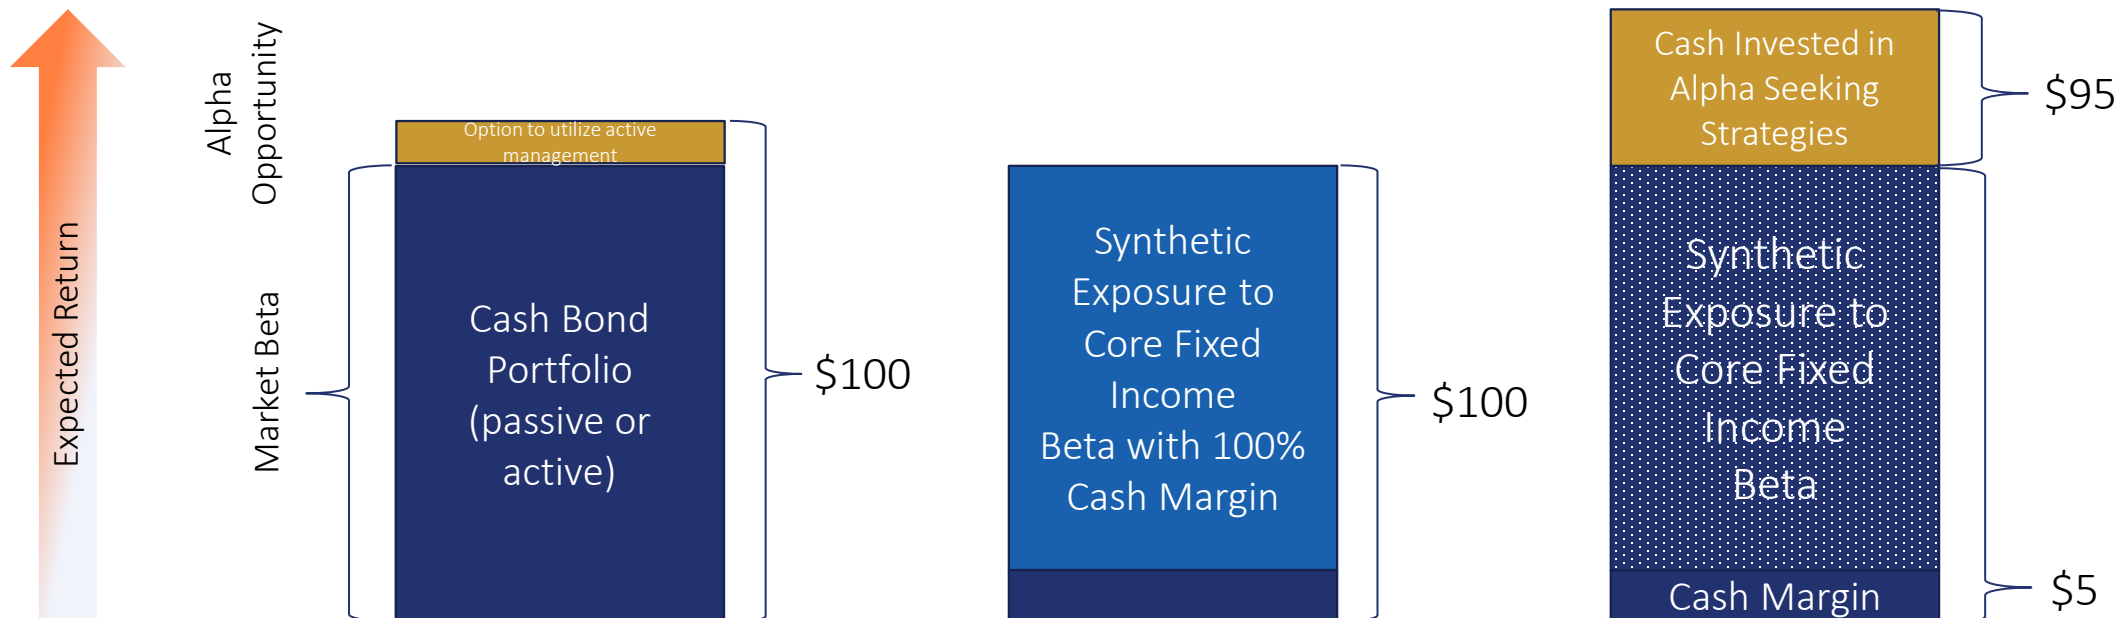 Expected Return
Alpha
Opportunity
Market Beta
Option to utilize active
management
Cash Bond
Portfolio
(passive or
active)
$100
Synthetic
Exposure to
Core Fixed
Income
Beta with 100%
Cash Margin
$100
Cash Invested in
Alpha Seeking
Strategies
$95
Synthetic
Exposure to
Core Fixed
Income
Beta
Cash Margin
$5